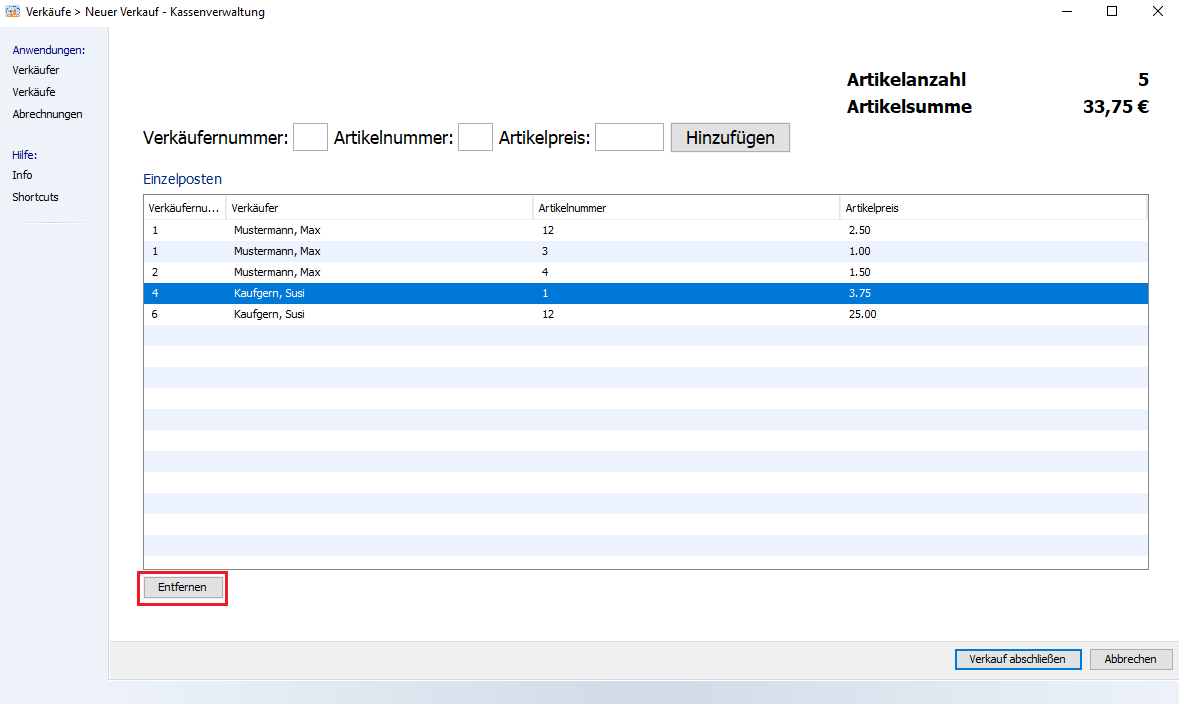 Verkäufe > Neuer Verkauf - Kassenverwaltung
Anwendungen:
Verkäufer
Verkäufe
Abrechnungen
Hilfe:
Info
Shortcuts
Artikelanzahl 5
Artikelsumme 33,75 €
Verkäufernummer: Artikelnummer: Artikelpreis: Hinzufügen
Einzelposten
Verkäufernu... Verkäufer Artikelnummer Artikelpreis
1 Mustermann, Max 12 2.50
1 Mustermann, Max 3 1.00
2 Mustermann, Max 4 1.50
4 Kaufgern, Susi 1 3.75
6 Kaufgern, Susi 12 25.00
Entfernen
Verkauf abschließen Abbrechen